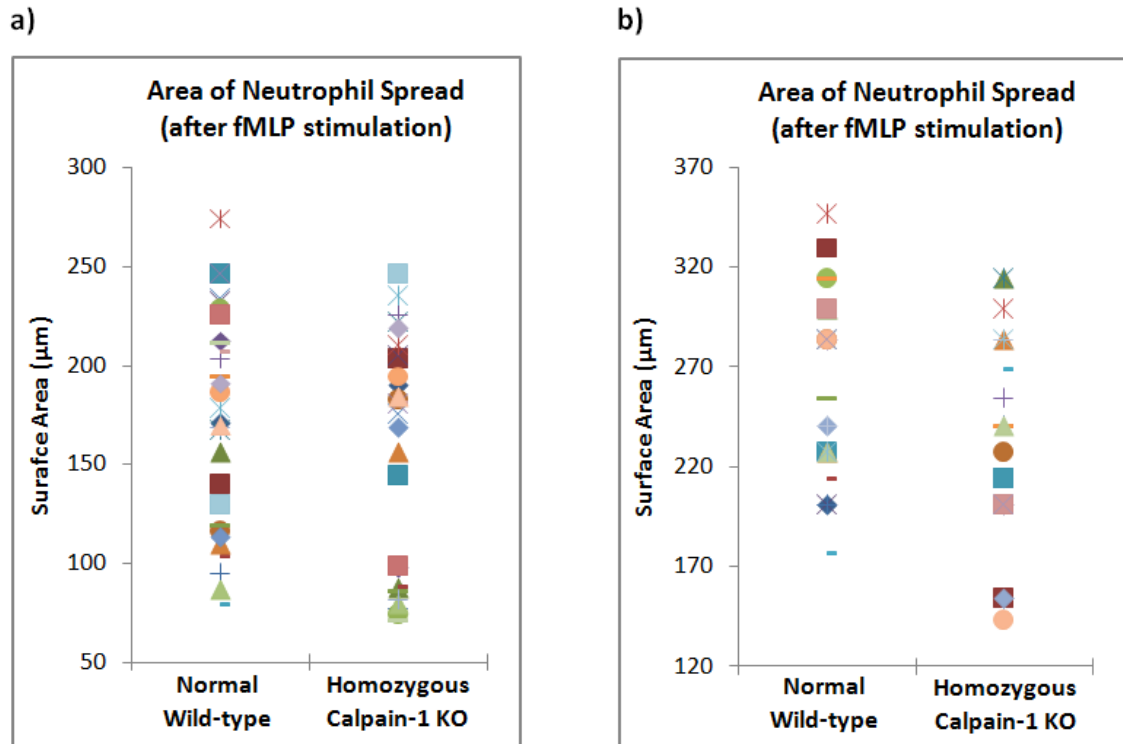 a)
Area of Neutrophil Spread
(after fMLP stimulation)
300
250
200
150
100
50
Surafce Area (µm)
Normal
Wild-type
Homozygous
Calpain-1 KO
b)
Area of Neutrophil Spread
(after fMLP stimulation)
370
320
270
220
170
120
Surface Area (µm)
Normal
Wild-type
Homozygous
Calpain-1 KO